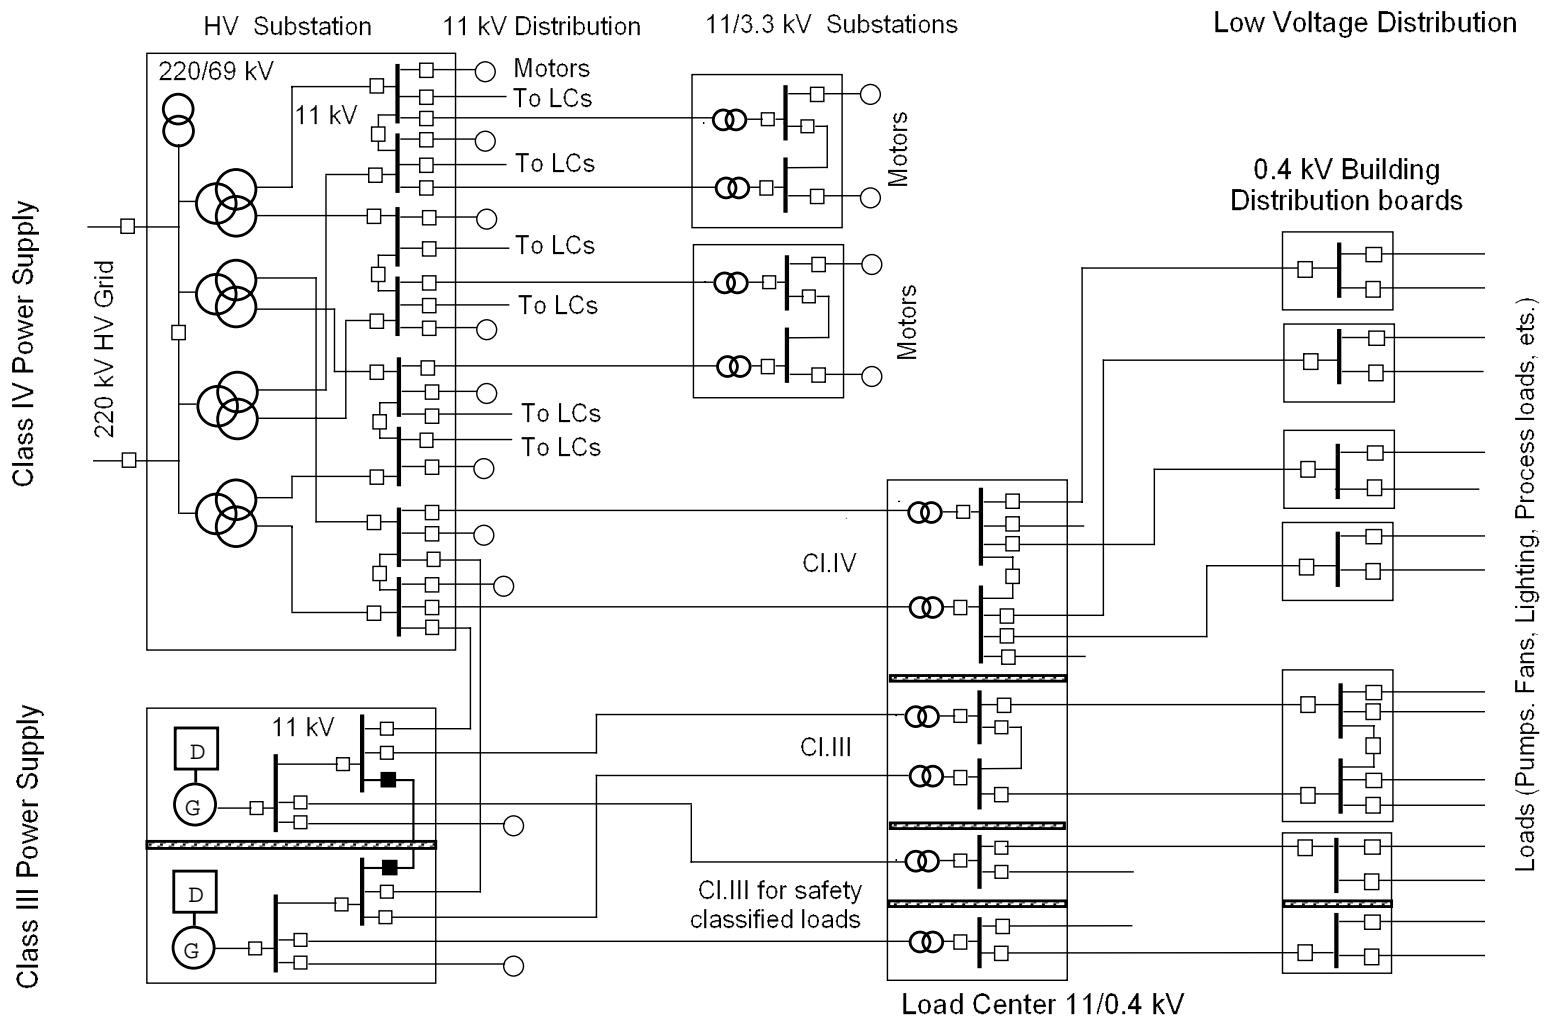 HV Substation
11 kV Distribution
11/3.3 kV Substations
Low Voltage Distribution
220/69 kV
11 kV
Motors
To LCs
To LCs
To LCs
To LCs
To LCs
To LCs
Motors
Motors
0.4 kV Building
Distribution boards
Class IV Power Supply
220 kV HV Grid
Cl.IV
Loads (Pumps. Fans, Lighting, Process loads, ets.)
Class III Power Supply
11 kV
D
G
D
G
Cl.III
Cl.III for safety
classified loads
Load Center 11/0.4 kV